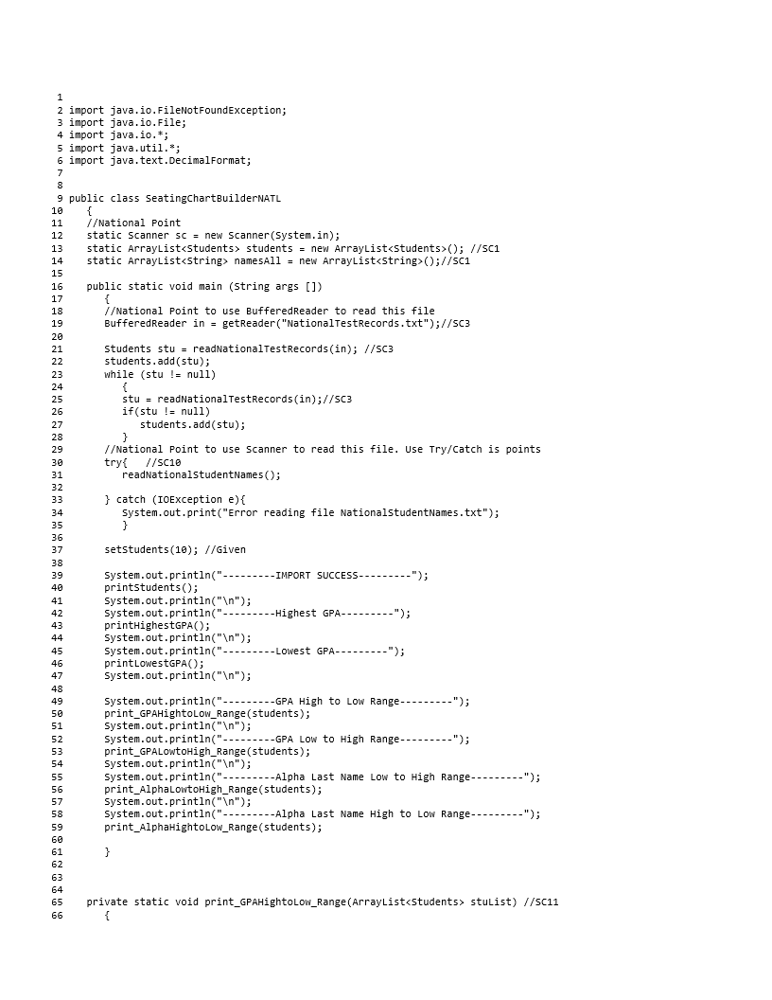 1
2 import java.io.FileNotFoundException;
3 import java.io.File;
4 import java.io.*;
5 import java.util.*;
6 import java.text.DecimalFormat;
7
8
9 public class SeatingChartBuilderNATL
10    {
11    //National Point
12    static Scanner sc = new Scanner(System.in);
13    static ArrayList<Students> students = new ArrayList<Students>(); //SC1
14    static ArrayList<String> namesAll = new ArrayList<String>();//SC1
15
16    public static void main (String args [])
17       {
18       //National Point to use BufferedReader to read this file
19       BufferedReader in = getReader("NationalTestRecords.txt");//SC3
20
21       Students stu = readNationalTestRecords(in); //SC3
22       students.add(stu);
23       while (stu != null)
24          {
25          stu = readNationalTestRecords(in);//SC3
26          if(stu != null)
27             students.add(stu);
28          }
29       //National Point to use Scanner to read this file. Use Try/Catch is points
30       try{   //SC10
31          readNationalStudentNames();
32
33       } catch (IOException e){
34          System.out.print("Error reading file NationalStudentNames.txt");
35          }
36
37       setStudents(10); //Given
38
39       System.out.println("---------IMPORT SUCCESS---------");
40       printStudents();
41       System.out.println("\n");
42       System.out.println("---------Highest GPA---------");
43       printHighestGPA();
44       System.out.println("\n");
45       System.out.println("---------Lowest GPA---------");
46       printLowestGPA();
47       System.out.println("\n");
48
49       System.out.println("---------GPA High to Low Range---------");
50       print_GPAHightoLow_Range(students);
51       System.out.println("\n");
52       System.out.println("---------GPA Low to High Range---------");
53       print_GPALowtoHigh_Range(students);
54       System.out.println("\n");
55       System.out.println("---------Alpha Last Name Low to High Range---------");
56       print_AlphaLowtoHigh_Range(students);
57       System.out.println("\n");
58       System.out.println("---------Alpha Last Name High to Low Range---------");
59       print_AlphaHightoLow_Range(students);
60
61       }
62
63
64
65    private static void print_GPAHightoLow_Range(ArrayList<Students> stuList) //SC11
66       {